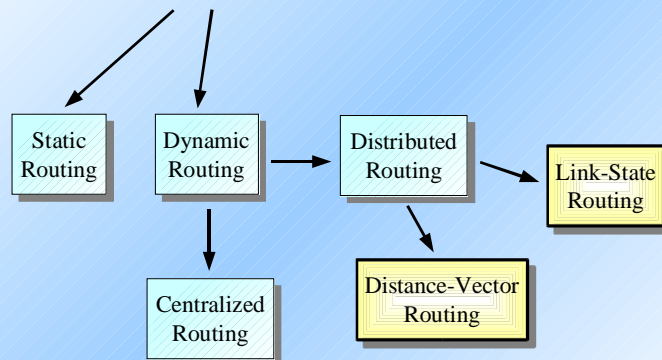 Static
Routing
Dynamic
Routing
Distributed
Routing
Link-State
Routing
Centralized
Routing
Distance-Vector
Routing